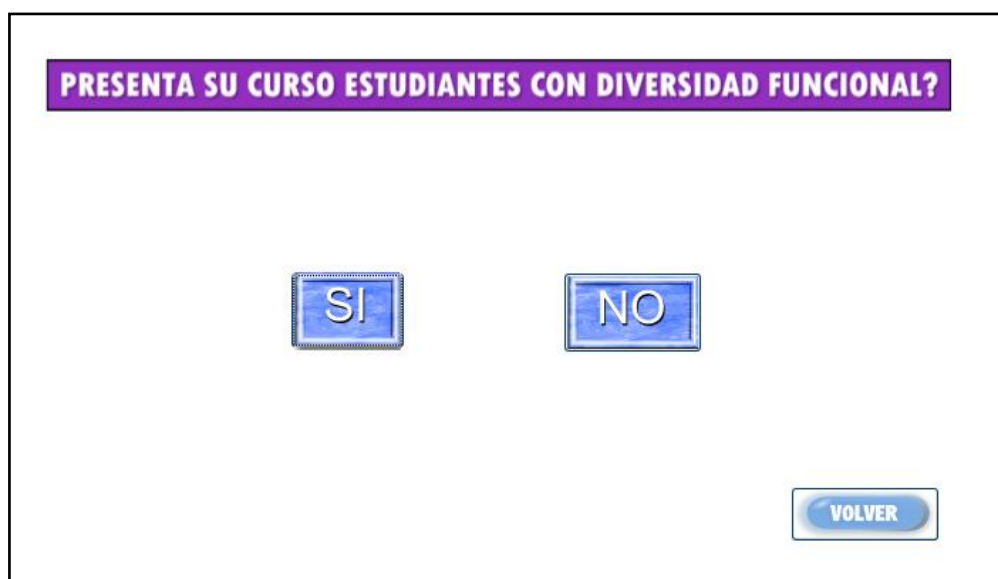 PRESENTA SU CURSO ESTUDIANTES CON DIVERSIDAD FUNCIONAL?
SI NO
VOLVER